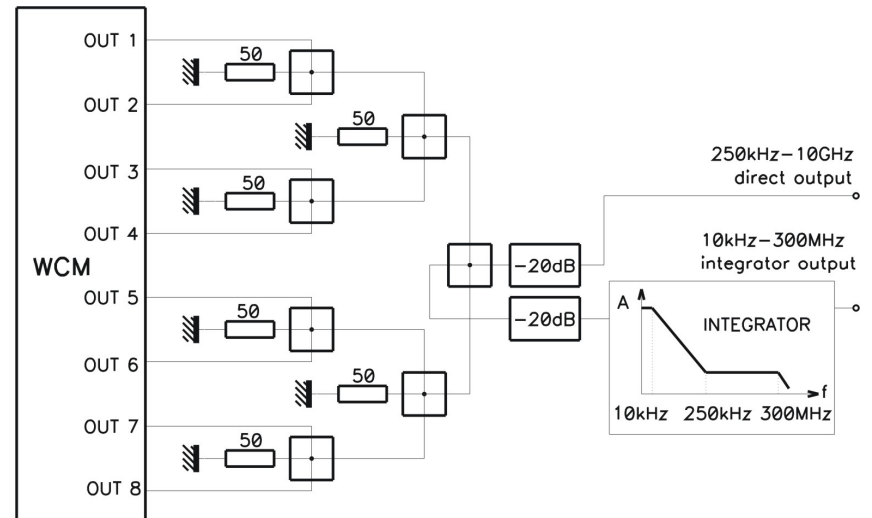 OUT 1
50
OUT 2
50
OUT 3
50
OUT 4
WCM
OUT 5
50
OUT 6
50
OUT 7
50
OUT 8
250kHz-10GHz
direct output
-20dB
10kHz-300MHz
integrator output
-20dB
A
INTEGRATOR
f
10kHz 250kHz 300MHz